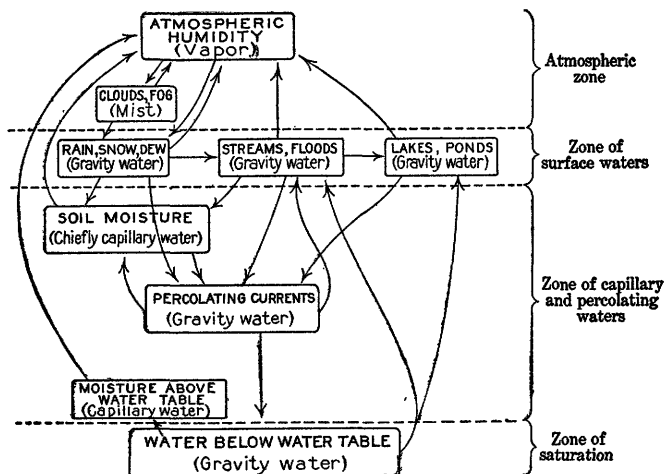 ATMOSPHERIC
HUMIDITY
(Vapor)
Atmospheric
zone
CLOUDS, FOG
(Mist)
RAIN, SNOW, DEW
(Gravity water)
STREAMS, FLOODS
(Gravity water)
LAKES, PONDS
(Gravity water)
Zone of
surface waters
SOIL MOISTURE
(Chiefly capillary water)
PERCOLATING CURRENTS
(Gravity water)
Zone of capillary
and percolating
waters
MOISTURE ABOVE
WATER TABLE
(Capillary water)
WATER BELOW WATER TABLE
(Gravity water)
Zone of
saturation